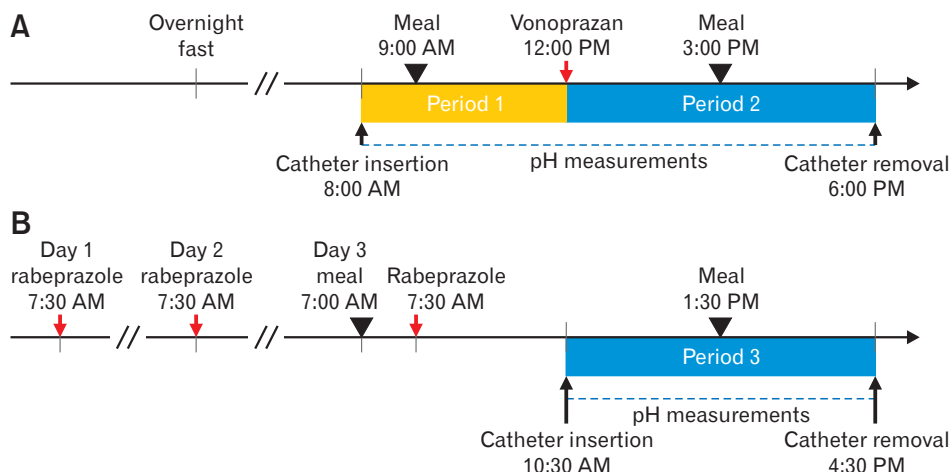 A
Overnight
fast
Meal
9:00 AM
Vonoprazan
12:00 PM
Meal
3:00 PM
Period 1
Period 2
pH measurements
Catheter insertion
8:00 AM
Catheter removal
6:00 PM
B
Day 1
rabeprazole
7:30 AM
Day 2
rabeprazole
7:30 AM
Day 3
meal
7:00 AM
Rabeprazole
7:30 AM
Meal
1:30 PM
Period 3
pH measurements
Catheter insertion
10:30 AM
Catheter removal
4:30 PM